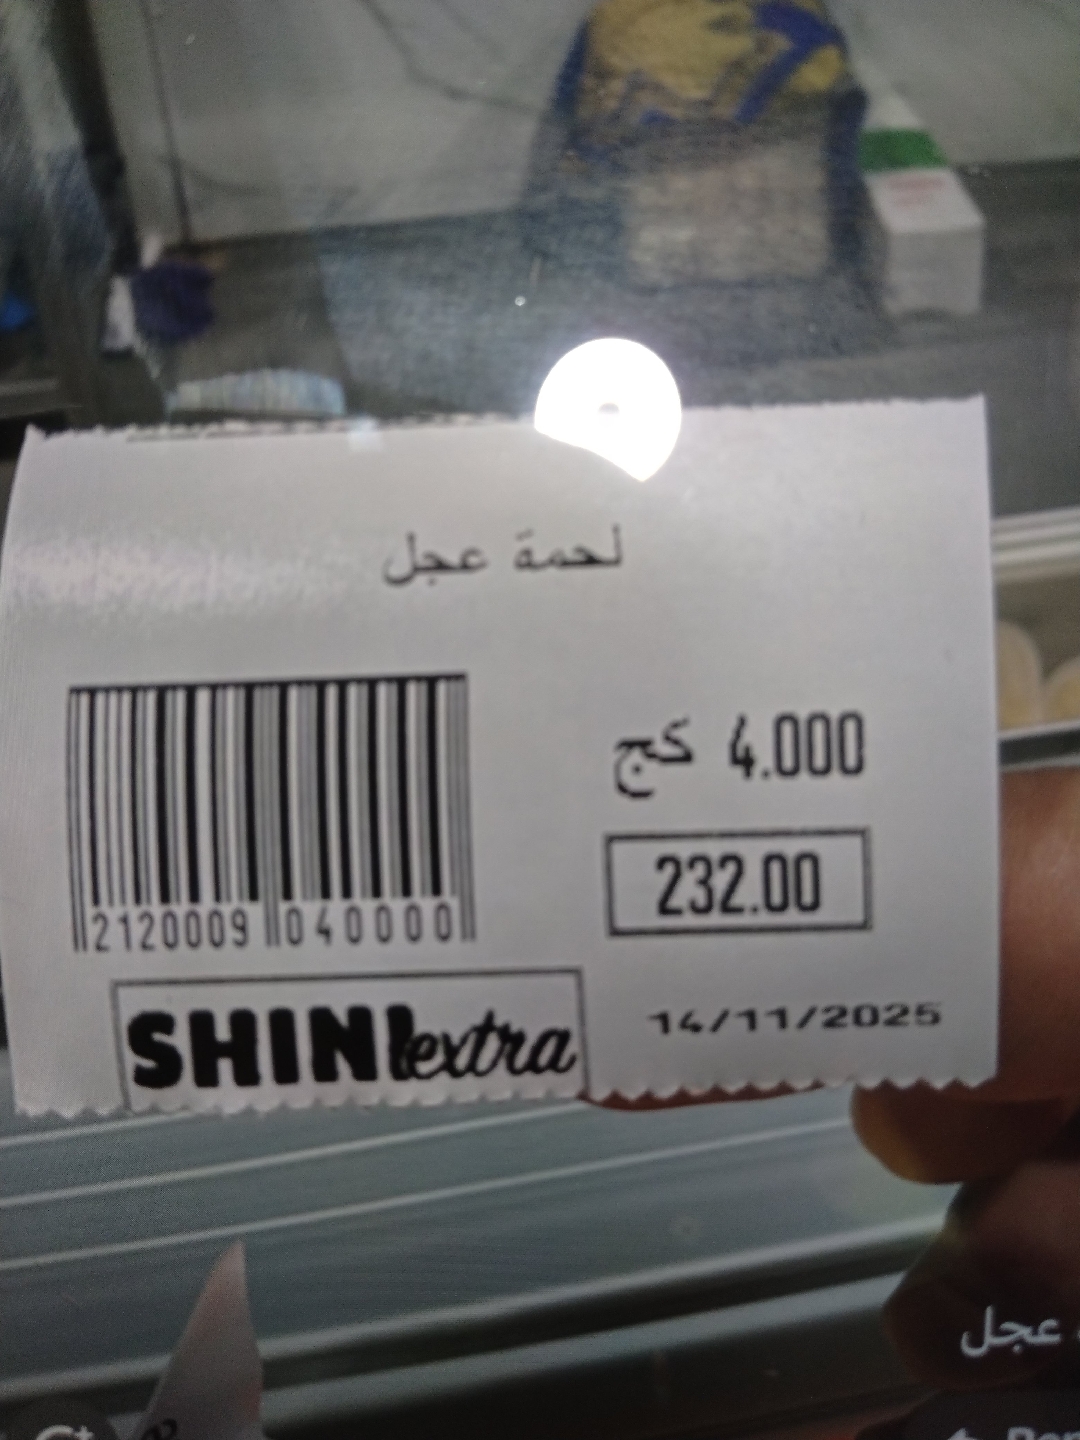 لحمة عجل
4.000 كج
232.00
2120009 040000
SHINI extra
14/11/2025
عجل